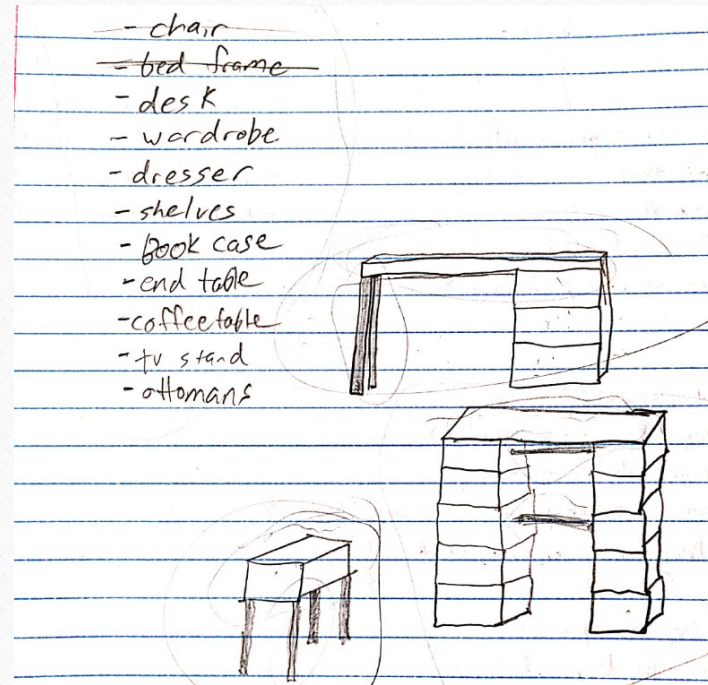 - chair
- bed frame
- desk
- wardrobe
- dresser
- shelves
- book case
- end table
- coffee table
- tv stand
- ottomans